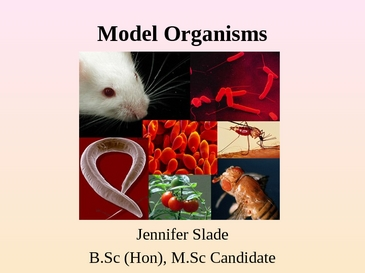 Model Organisms
Jennifer Slade
B.Sc (Hon), M.Sc Candidate